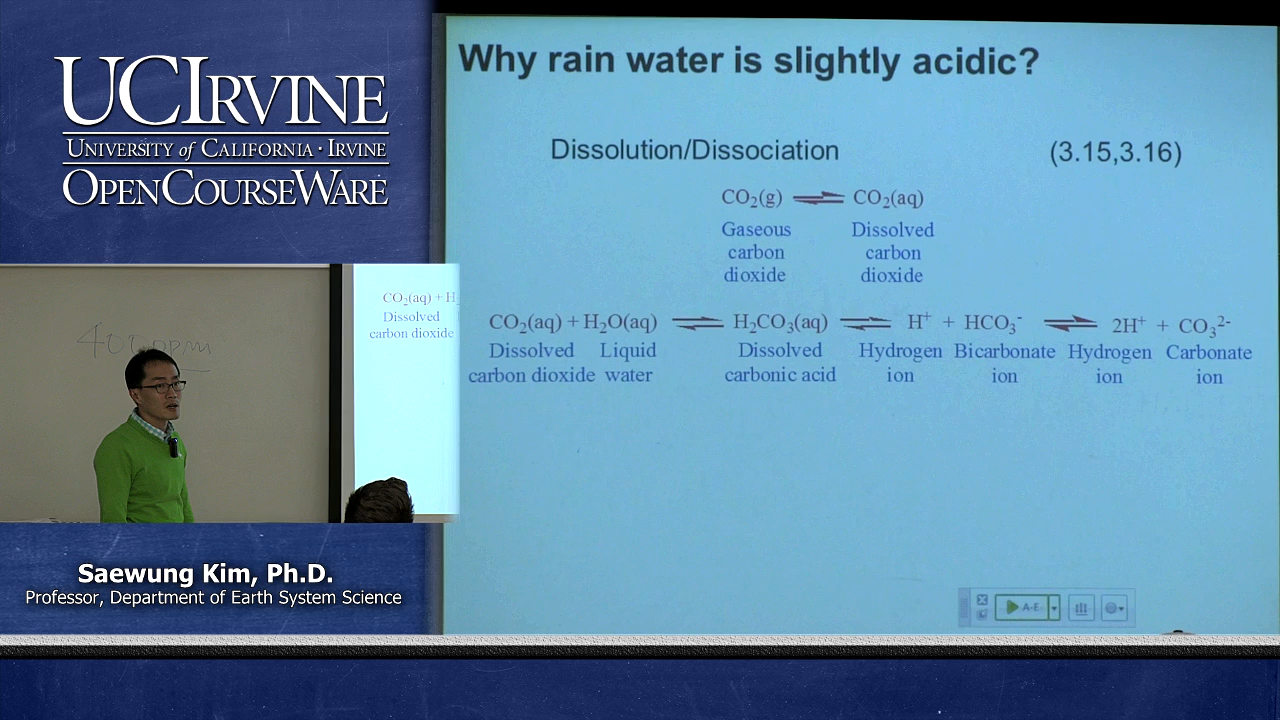 UCIRVINE
UNIVERSITY of CALIFORNIA · IRVINE
OPENCOURSEWARE
Why rain water is slightly acidic?
Dissolution/Dissociation (3.15,3.16)
CO₂(g) ⇌ CO₂(aq)
Gaseous Dissolved
carbon carbon
dioxide dioxide
CO₂(aq) + H₂O(aq) ⇌ H₂CO₃(aq) ⇌ H⁺ + HCO₃⁻ ⇌ 2H⁺ + CO₃²⁻
Dissolved Liquid Dissolved Hydrogen Bicarbonate Hydrogen Carbonate
carbon dioxide water carbonic acid ion ion ion ion
CO₂(aq) + H
Dissolved
carbon dioxide
ppm
Saewung Kim, Ph.D.
Professor, Department of Earth System Science
A-E